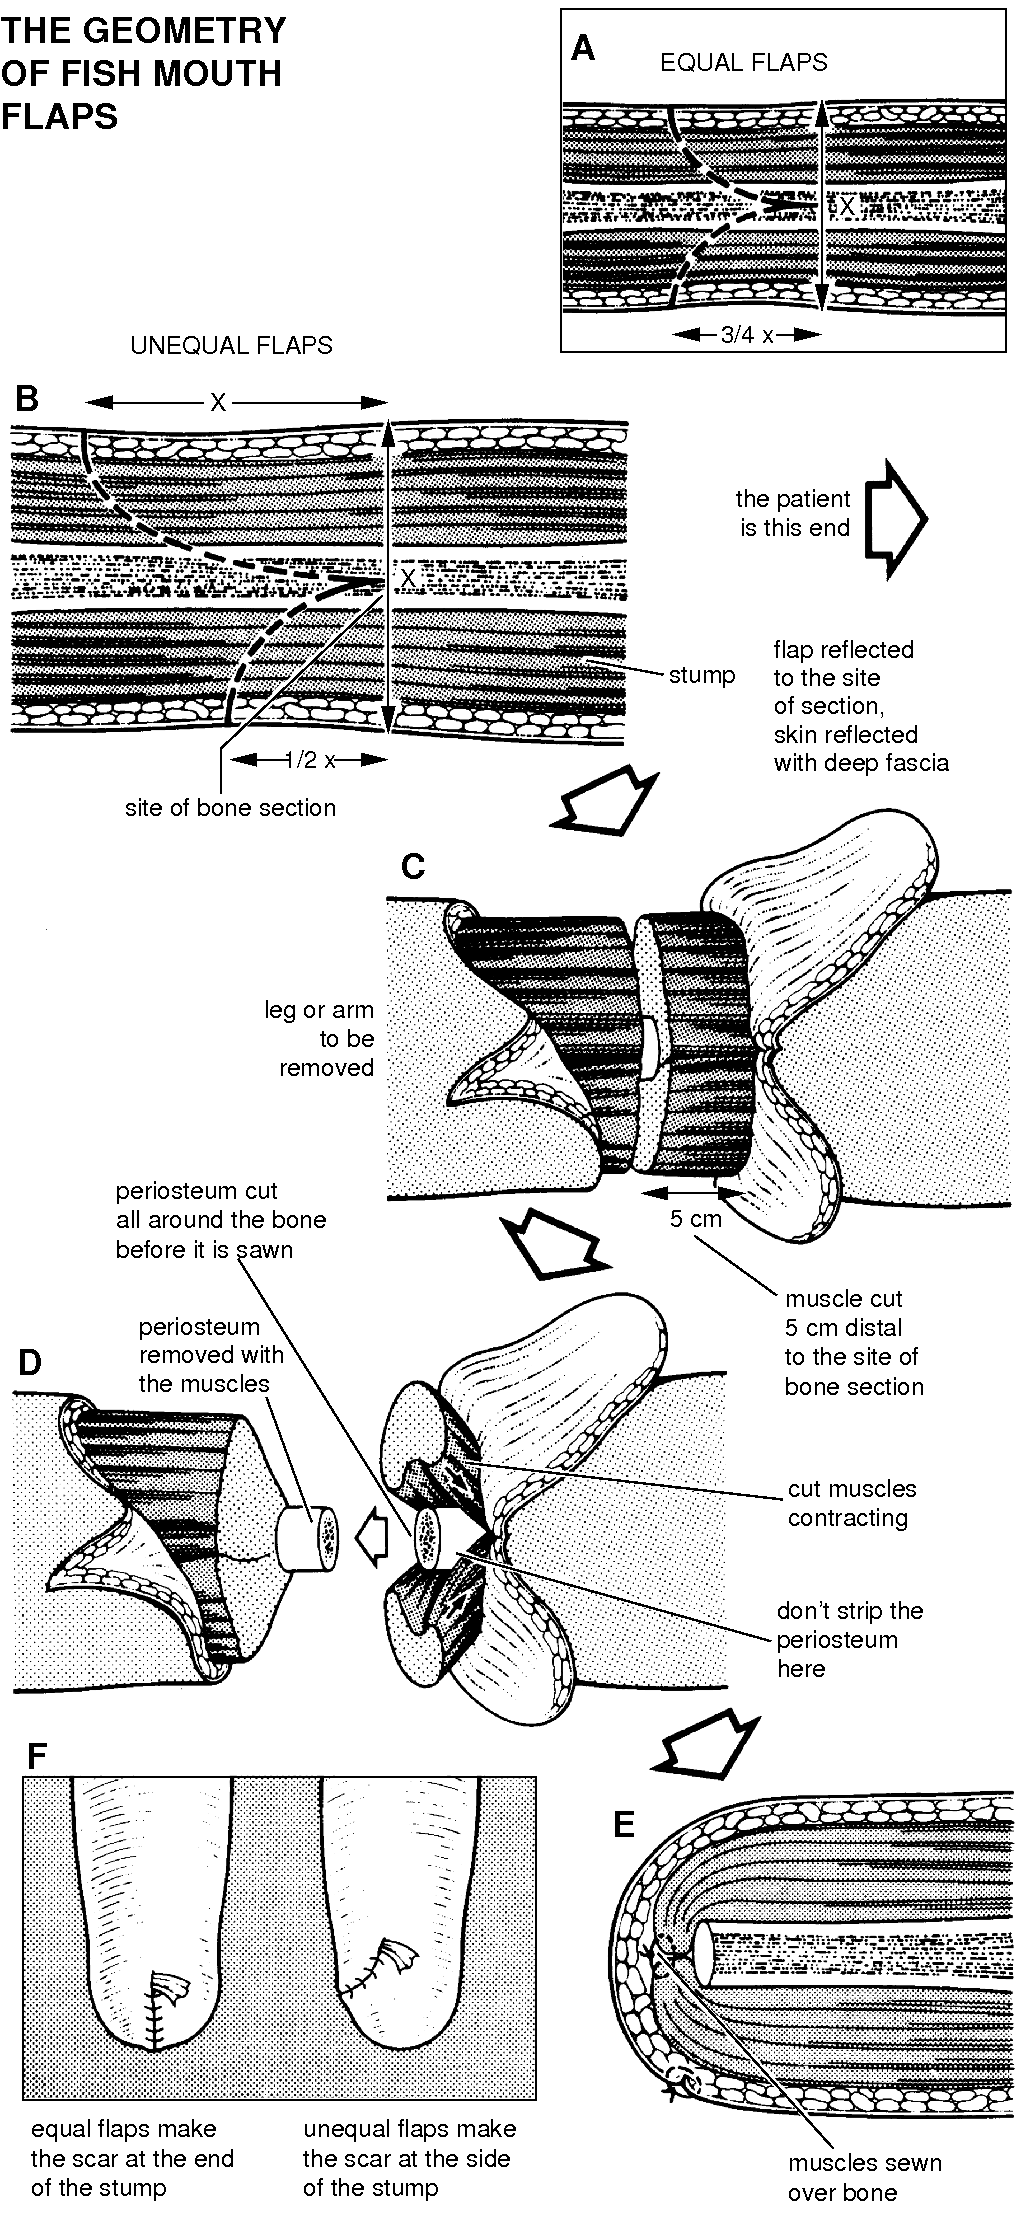 THE GEOMETRY
OF FISH MOUTH
FLAPS
A
EQUAL FLAPS
X
3/4 x
UNEQUAL FLAPS
B
X
X
1/2 x
stump
site of bone section
the patient
is this end
flap reflected
to the site
of section,
skin reflected
with deep fascia
C
leg or arm
to be
removed
5 cm
muscle cut
5 cm distal
to the site of
bone section
periosteum cut
all around the bone
before it is sawn
periosteum
removed with
the muscles
D
cut muscles
contracting
don't strip the
periosteum
here
F
equal flaps make
the scar at the end
of the stump
unequal flaps make
the scar at the side
of the stump
E
muscles sewn
over bone